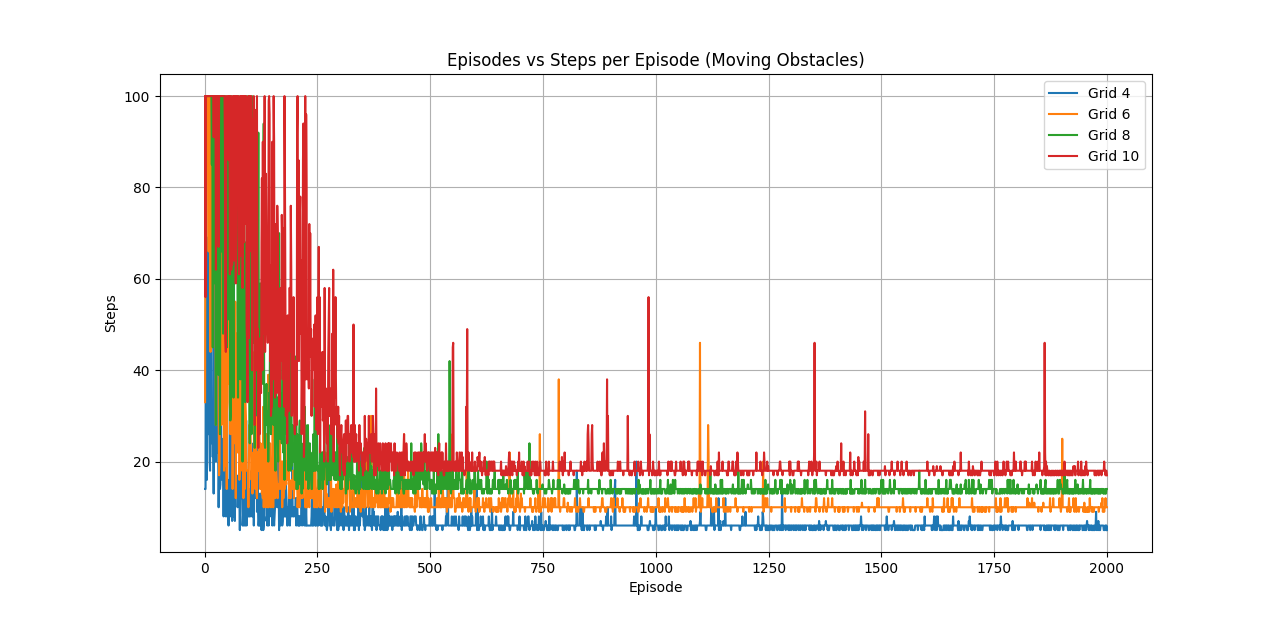 Episodes vs Steps per Episode (Moving Obstacles)
Grid 4
Grid 6
Grid 8
Grid 10
100
80
60
40
20
Steps
0 250 500 750 1000 1250 1500 1750 2000
Episode